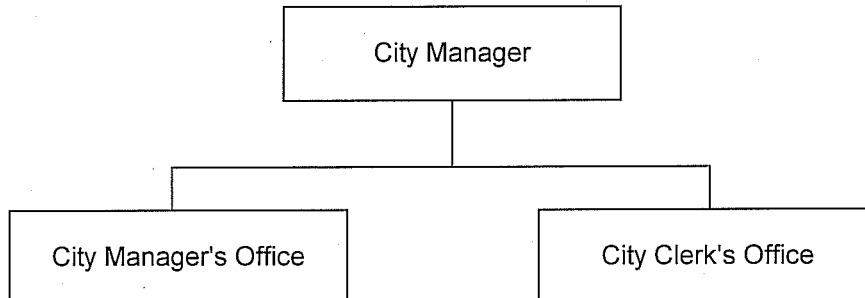 City Manager
City Manager's Office
City Clerk's Office